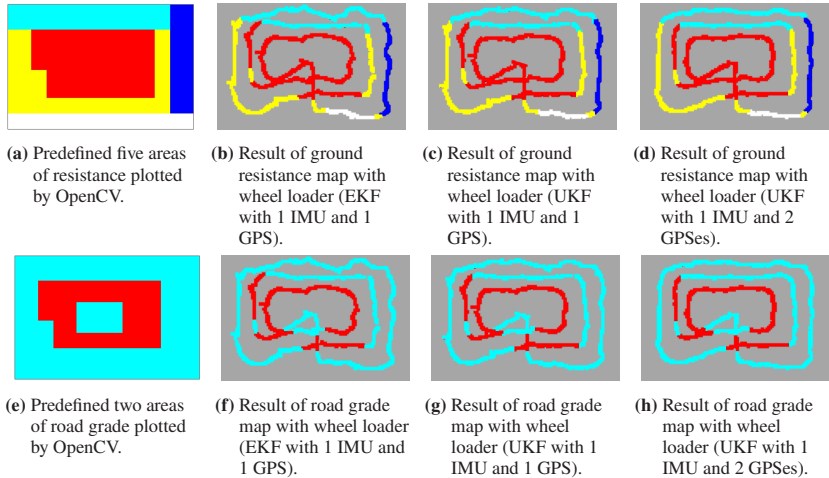 (a) Predefined five areas
of resistance plotted
by OpenCV.
(b) Result of ground
resistance map with
wheel loader (EKF
with 1 IMU and 1
GPS).
(c) Result of ground
resistance map with
wheel loader (UKF
with 1 IMU and 1
GPS).
(d) Result of ground
resistance map with
wheel loader (UKF
with 1 IMU and 2
GPSes).
(e) Predefined two areas
of road grade plotted
by OpenCV.
(f) Result of road grade
map with wheel loader
(EKF with 1 IMU and
1 GPS).
(g) Result of road grade
map with wheel
loader (UKF with 1
IMU and 1 GPS).
(h) Result of road grade
map with wheel
loader (UKF with 1
IMU and 2 GPSes).